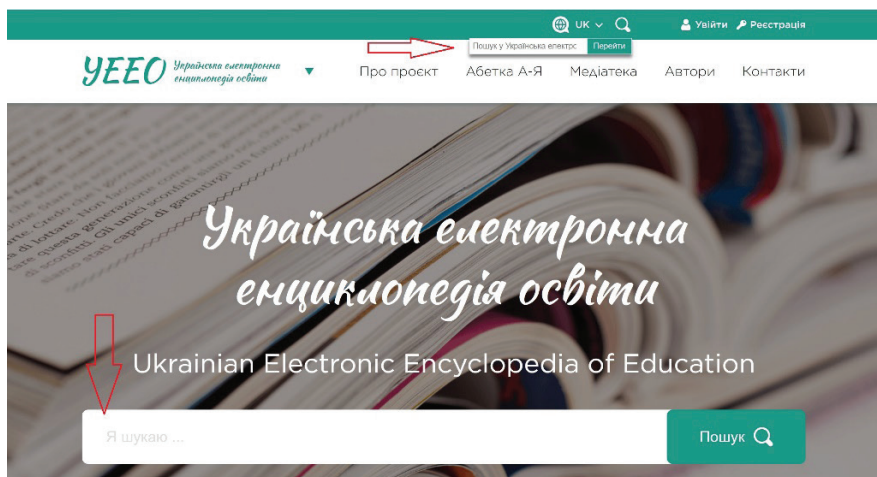 UK
Увійти
Реєстрація
Пошук у Українська електрс
Перейти
УЕЕО
Українська електронна
енциклопедія освіти
Про проєкт
Абетка А-Я
Медіатека
Автори
Контакти
Українська електронна
енциклопедія освіти
Ukrainian Electronic Encyclopedia of Education
Я шукаю ...
Пошук